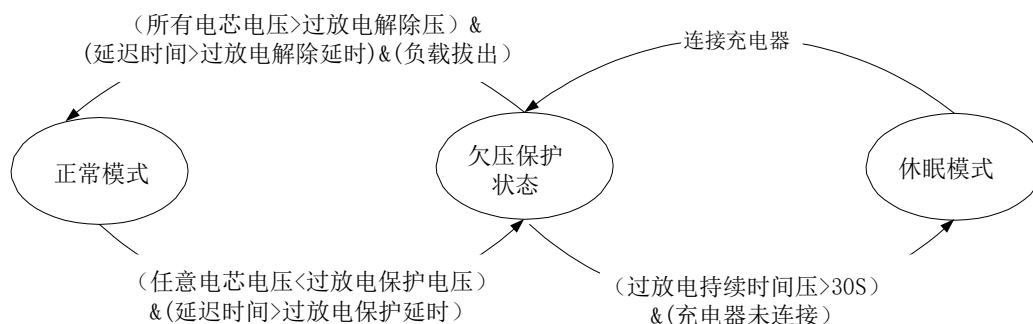 （所有电芯电压>过放电解除压）&
(延迟时间>过放电解除延时)&(负载拔出）
连接充电器
正常模式
欠压保护
状态
休眠模式
（任意电芯电压<过放电保护电压）
&(延迟时间>过放电保护延时）
（过放电持续时间压>30S）
&(充电器未连接）